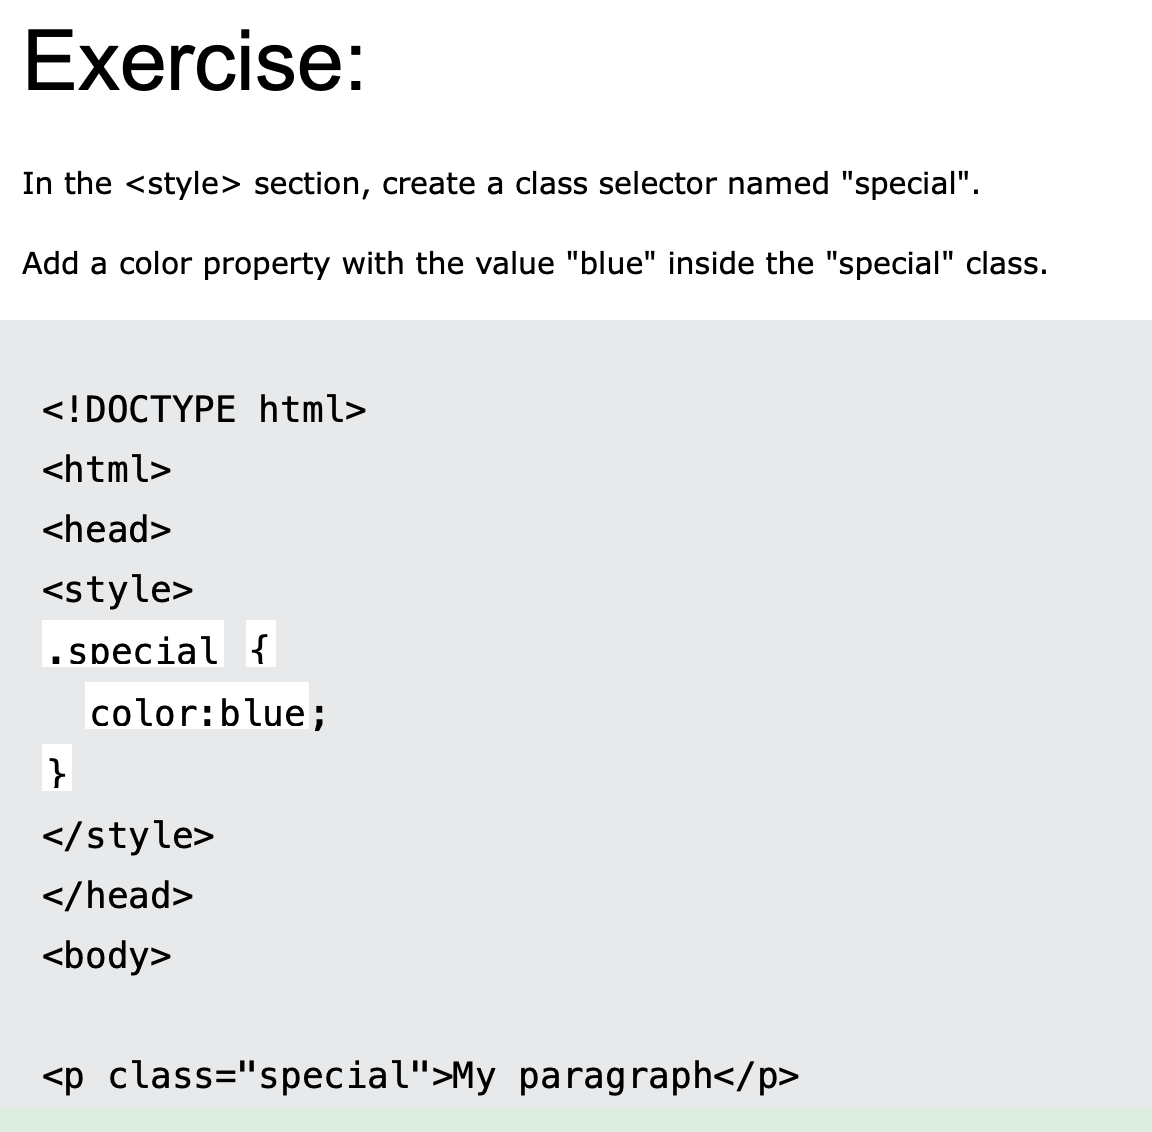 Exercise:
In the <style> section, create a class selector named "special".
Add a color property with the value "blue" inside the "special" class.
<!DOCTYPE html>
<html>
<head>
<style>
.special {
color:blue;
}
</style>
</head>
<body>
<p class="special">My paragraph</p>